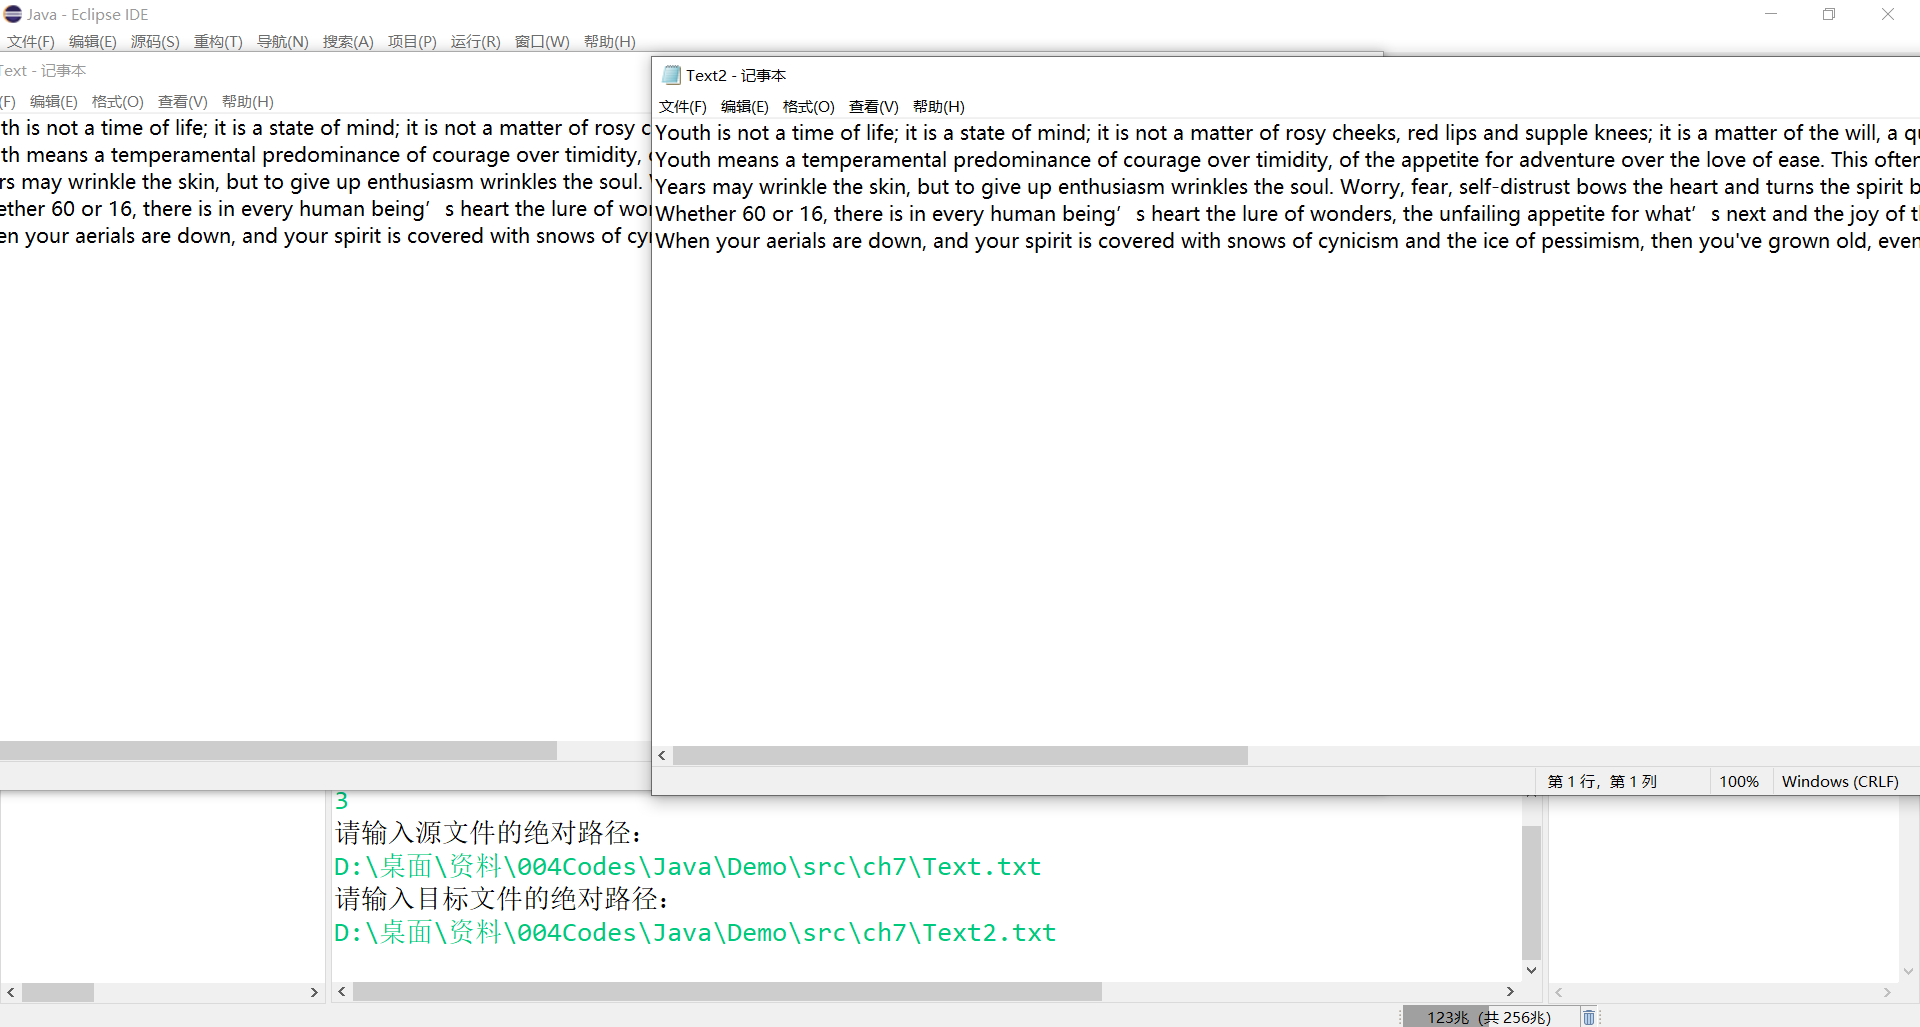 Java - Eclipse IDE
文件(F) 编辑(E) 源码(S) 重构(T) 导航(N) 搜索(A) 项目(P) 运行(R) 窗口(W) 帮助(H)
Text - 记事本
(F) 编辑(E) 格式(O) 查看(V) 帮助(H)
th is not a time of life; it is a state of mind; it is not a matter of rosy c
th means a temperamental predominance of courage over timidity,
rs may wrinkle the skin, but to give up enthusiasm wrinkles the soul.
ether 60 or 16, there is in every human being’s heart the lure of wo
en your aerials are down, and your spirit is covered with snows of cy
Text2 - 记事本
文件(F) 编辑(E) 格式(O) 查看(V) 帮助(H)
Youth is not a time of life; it is a state of mind; it is not a matter of rosy cheeks, red lips and supple knees; it is a matter of the will, a qu
Youth means a temperamental predominance of courage over timidity, of the appetite for adventure over the love of ease. This often
Years may wrinkle the skin, but to give up enthusiasm wrinkles the soul. Worry, fear, self-distrust bows the heart and turns the spirit b
Whether 60 or 16, there is in every human being’s heart the lure of wonders, the unfailing appetite for what’s next and the joy of t
When your aerials are down, and your spirit is covered with snows of cynicism and the ice of pessimism, then you've grown old, even
第 1 行，第 1 列 100% Windows (CRLF)
3
请输入源文件的绝对路径：
D:\桌面\资料\004Codes\Java\Demo\src\ch7\Text.txt
请输入目标文件的绝对路径：
D:\桌面\资料\004Codes\Java\Demo\src\ch7\Text2.txt
123兆 (共 256兆)